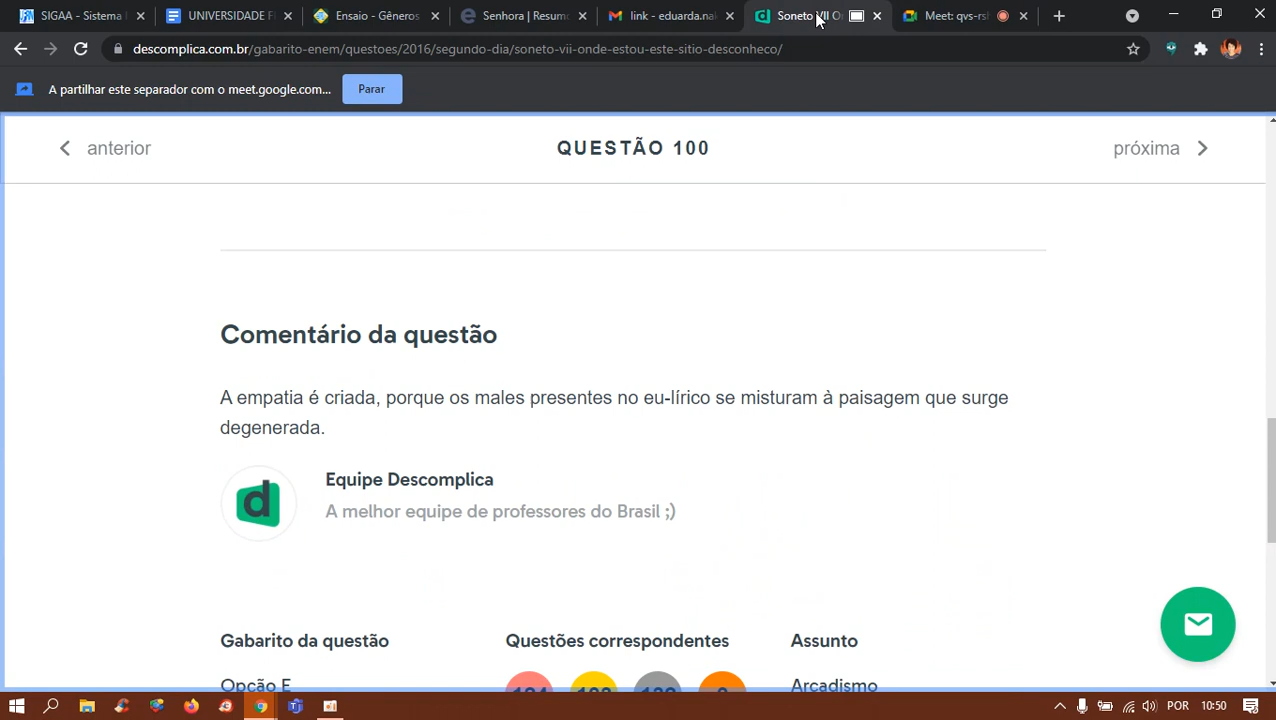 SIGAA - Sistema I
UNIVERSIDADE F
Ensaio - Gêneros
Senhora | Resumo
link - eduarda.nak
Soneto VII O
Meet: qvs-rsl
descomplica.com.br/gabarito-enem/questoes/2016/segundo-dia/soneto-vii-onde-estou-este-sitio-desconheco/
A partilhar este separador com o meet.google.com...
Parar
anterior
QUESTÃO 100
próxima
Comentário da questão
A empatia é criada, porque os males presentes no eu-lírico se misturam à paisagem que surge
degenerada.
d
Equipe Descomplica
A melhor equipe de professores do Brasil ;)
Gabarito da questão
Questões correspondentes
Assunto
Opção E
Arcadismo
POR
10:50